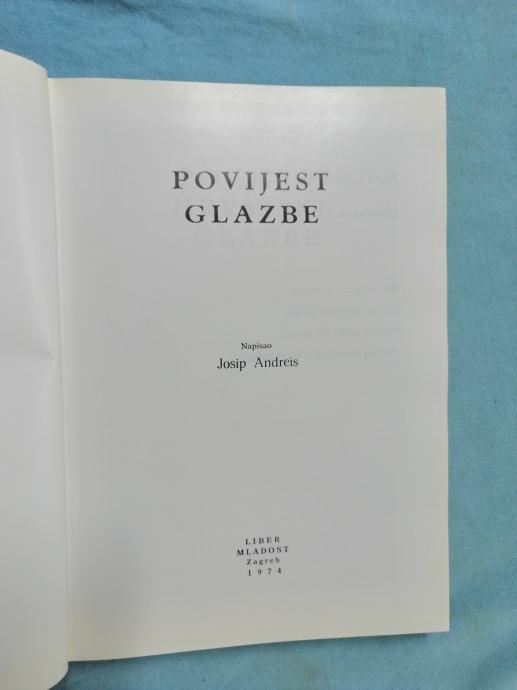 POVIJEST
GLAZBE
Napisao
Josip Andreis
LIBER
MLADOST
Zagreb
1974